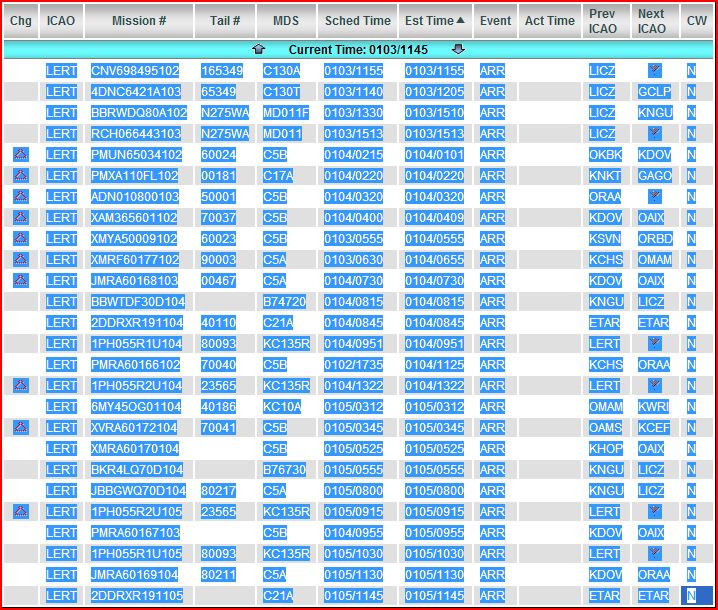 Chg ICAO Mission # Tail # MDS Sched Time Est Time Event Act Time Prev ICAO Next ICAO CW
Current Time: 0103/1145
LERT CNV698495102 165349 C130A 0103/1155 0103/1155 ARR LICZ N
LERT 4DNC6421A103 65349 C130T 0103/1140 0103/1205 ARR LICZ GCLP N
LERT BBRWDQ80A102 N275WA MD011F 0103/1330 0103/1510 ARR LICZ KNGU N
LERT RCH066443103 N275WA MD011 0103/1513 0103/1513 ARR LICZ N
LERT PMUN65034102 60024 C5B 0104/0215 0104/0101 ARR OKBK KDOV N
LERT PMXA110FL102 00181 C17A 0104/0220 0104/0220 ARR KNKT GAGO N
LERT ADN010800103 50001 C5B 0104/0320 0104/0320 ARR ORAA N
LERT XAM365601102 70037 C5B 0104/0400 0104/0409 ARR KDOV OAIX N
LERT XMYA50009102 60023 C5B 0103/0555 0104/0555 ARR KSVN ORBD N
LERT XMRF60177102 90003 C5A 0103/0630 0104/0655 ARR KCHS OMAM N
LERT JMRA60168103 00467 C5A 0104/0730 0104/0730 ARR KDOV OAIX N
LERT BBWTDF30D104 B74720 0104/0815 0104/0815 ARR KNGU LICZ N
LERT 2DDRXR191104 40110 C21A 0104/0845 0104/0845 ARR ETAR ETAR N
LERT 1PH055R1U104 80093 KC135R 0104/0951 0104/0951 ARR LERT N
LERT PMRA60166102 70040 C5B 0102/1735 0104/1125 ARR KCHS ORAA N
LERT 1PH055R2U104 23565 KC135R 0104/1322 0104/1322 ARR LERT N
LERT 6MY45OG01104 40186 KC10A 0105/0312 0105/0312 ARR OMAM KWRI N
LERT XVRA60172104 70041 C5B 0105/0345 0105/0345 ARR OAMS KCEF N
LERT XMRA60170104 C5B 0105/0525 0105/0525 ARR KHOP OAIX N
LERT BKR4LQ70D104 B76730 0105/0555 0105/0555 ARR KNGU LICZ N
LERT JBBGWQ70D104 80217 C5A 0105/0800 0105/0800 ARR KNGU LICZ N
LERT 1PH055R2U105 23565 KC135R 0105/0915 0105/0915 ARR LERT N
LERT PMRA60167103 C5B 0104/0955 0105/0955 ARR KDOV OAIX N
LERT 1PH055R1U105 80093 KC135R 0105/1030 0105/1030 ARR LERT N
LERT JMRA60169104 80211 C5A 0105/1130 0105/1130 ARR KDOV OAIX N
LERT 2DDRXR191105 C21A 0105/1145 0105/1145 ARR ETAR ETAR N